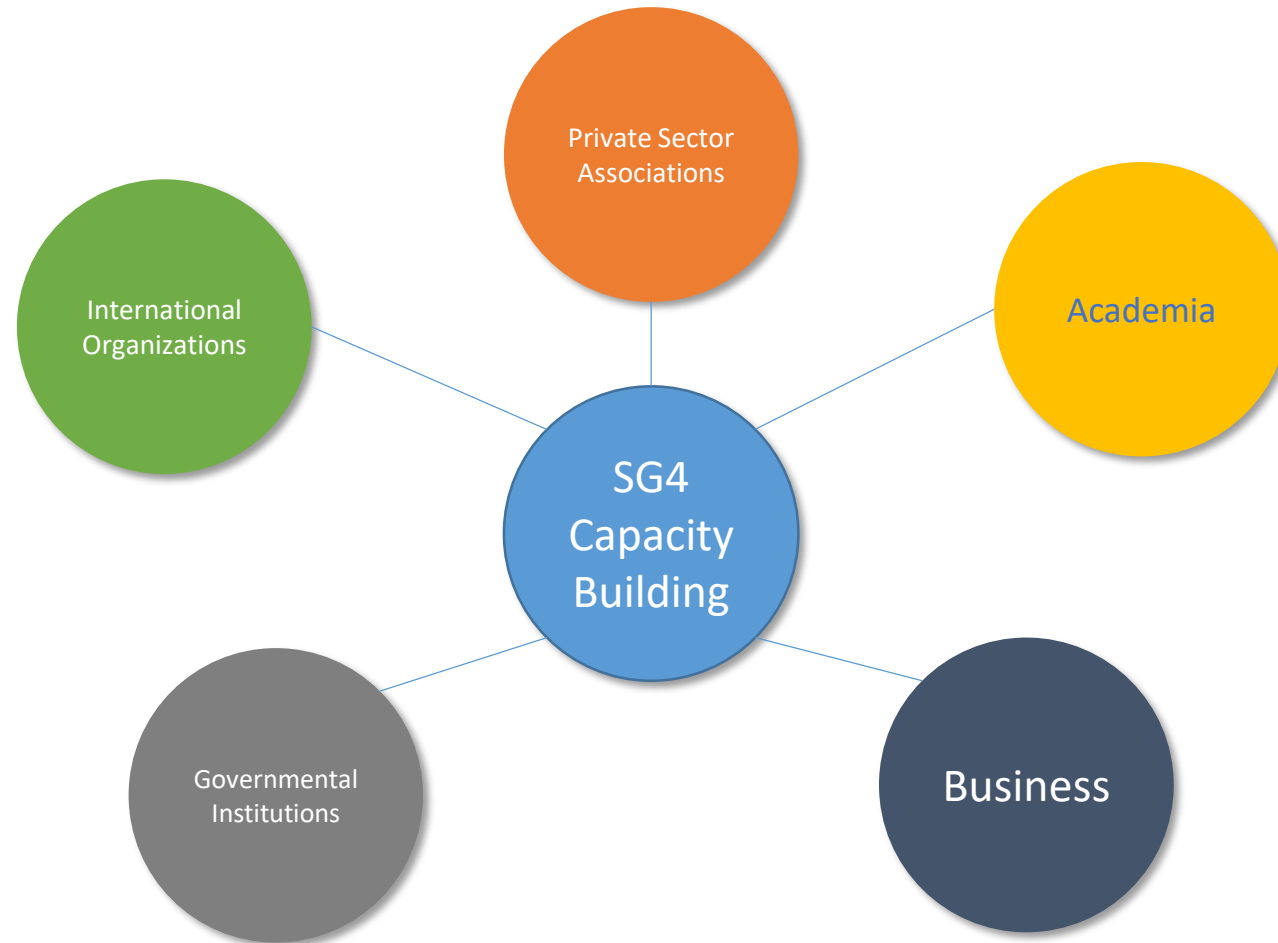 Private Sector
Associations
International
Organizations
Academia
SG4
Capacity
Building
Governmental
Institutions
Business